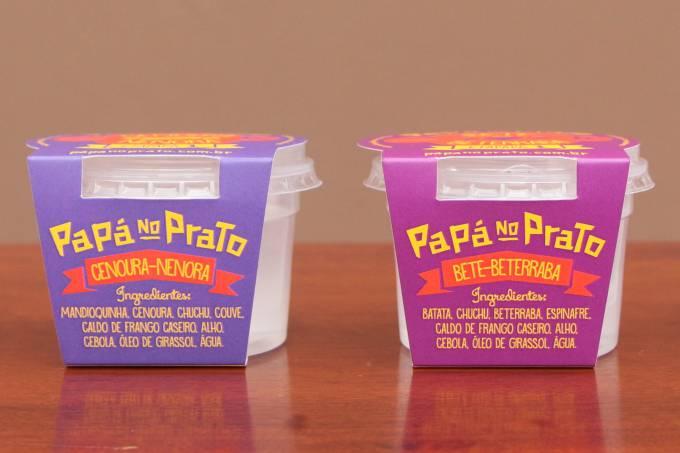 papanoprato.com.br
Papá No Prato
CENOURA-NENORA
Ingredientes:
MANDIOQUINHA, CENOURA, CHUCHU, COUVE,
CALDO DE FRANGO CASEIRO, ALHO,
CEBOLA, ÓLEO DE GIRASSOL, ÁGUA.
papanoprato.com.br
Papá No Prato
BETE-BETERRABA
Ingredientes:
BATATA, CHUCHU, BETERRABA, ESPINAFRE,
CALDO DE FRANGO CASEIRO, ALHO,
CEBOLA, ÓLEO DE GIRASSOL, ÁGUA.